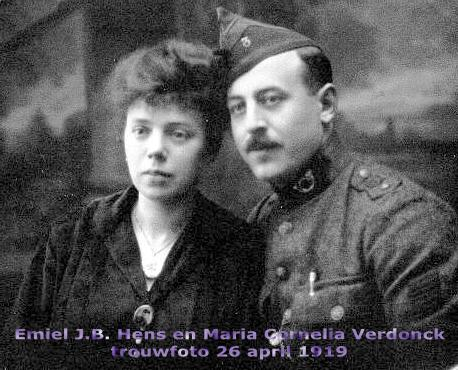 Emiel J.B. Hens en Maria Cornelia Verdonck
trouwfoto 26 april 1919